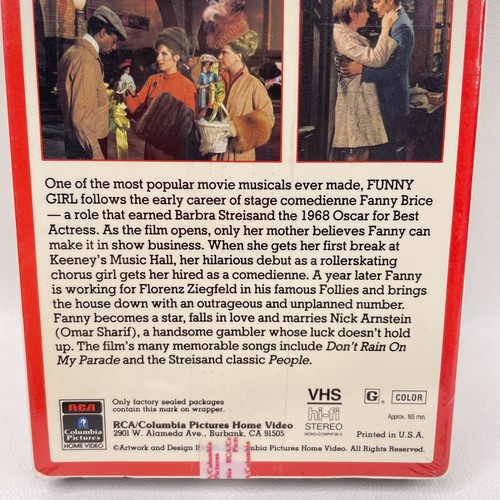 One of the most popular movie musicals ever made, FUNNY
GIRL follows the early career of stage comedienne Fanny Brice
— a role that earned Barbra Streisand the 1968 Oscar for Best
Actress. As the film opens, only her mother believes Fanny can
make it in show business. When she gets her first break at
Keeney's Music Hall, her hilarious debut as a rollerskating
chorus girl gets her hired as a comedienne. A year later Fanny
is working for Florenz Ziegfeld in his famous Follies and brings
the house down with an outrageous and unplanned number.
Fanny becomes a star, falls in love and marries Nick Arnstein
(Omar Sharif), a handsome gambler whose luck doesn't hold
up. The film's many memorable songs include Don't Rain On
My Parade and the Streisand classic People.
RCA
Columbia
Pictures
HOME VIDEO
Only factory sealed packages
contain this mark on wrapper.
RCA/Columbia Pictures Home Video
2901 W. Alameda Ave., Burbank, CA 91505
VHS
hi-fi
STEREO
MONO COMPATIBLE
G
COLOR
Approx. 165 min.
Printed in U.S.A.
©Artwork and Design Pictures Home Video. All Rights Reserved.